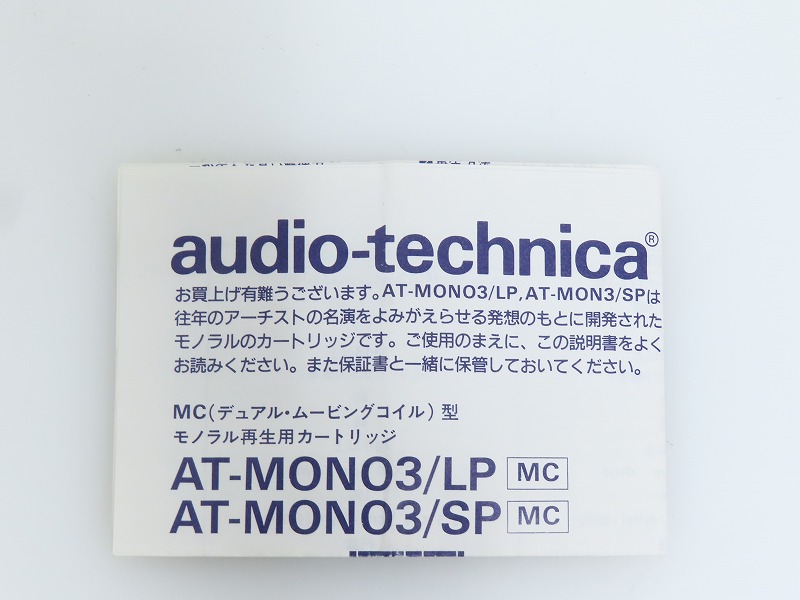 audio-technica®
お買上げ有難うございます。AT-MONO3/LP,AT-MON3/SPは
往年のアーチストの名演をよみがえらせる発想のもとに開発された
モノラルのカートリッジです。ご使用のまえに、この説明書をよく
お読みください。また保証書と一緒に保管しておいてください。
MC(デュアル・ムービングコイル)型
モノラル再生用カートリッジ
AT-MONO3/LP MC
AT-MONO3/SP MC